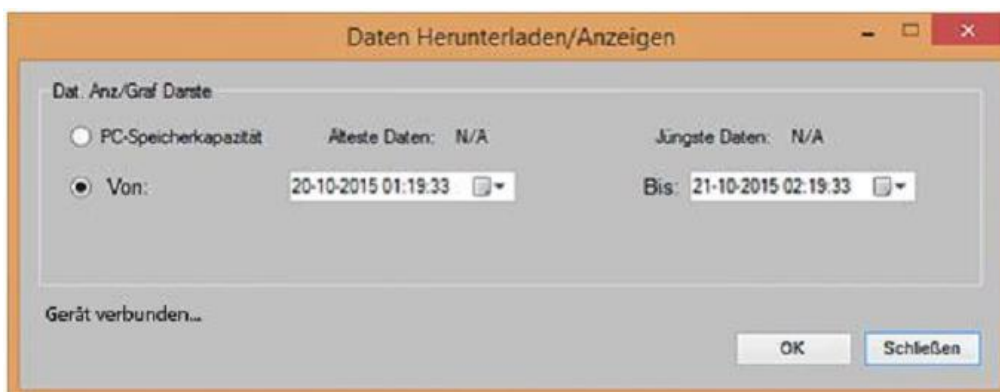 Daten Herunterladen/Anzeigen
Dat. Anz/Graf Darste
PC-Speicherkapazität Älteste Daten: N/A Jüngste Daten: N/A
Von: 20-10-2015 01:19:33 Bis: 21-10-2015 02:19:33
Gerät verbunden...
OK Schließen